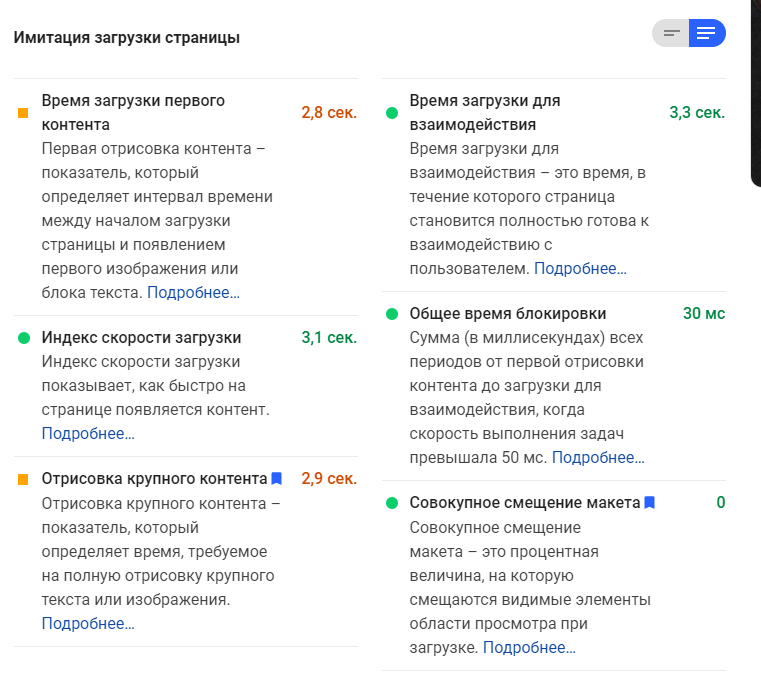 Имитация загрузки страницы
Время загрузки первого
контента
2,8 сек.
Первая отрисовка контента –
показатель, который
определяет интервал времени
между началом загрузки
страницы и появлением
первого изображения или
блока текста. Подробнее…
Индекс скорости загрузки
3,1 сек.
Индекс скорости загрузки
показывает, как быстро на
странице появляется контент.
Подробнее…
Отрисовка крупного контента
2,9 сек.
Отрисовка крупного контента –
показатель, который
определяет время, требуемое
на полную отрисовку крупного
текста или изображения.
Подробнее…
Время загрузки для
взаимодействия
3,3 сек.
Время загрузки для
взаимодействия – это время, в
течение которого страница
становится полностью готова к
взаимодействию с
пользователем. Подробнее…
Общее время блокировки
30 мс
Сумма (в миллисекундах) всех
периодов от первой отрисовки
контента до загрузки для
взаимодействия, когда
скорость выполнения задач
превышала 50 мс. Подробнее…
Совокупное смещение макета
0
Совокупное смещение
макета – это процентная
величина, на которую
смещаются видимые элементы
области просмотра при
загрузке. Подробнее…